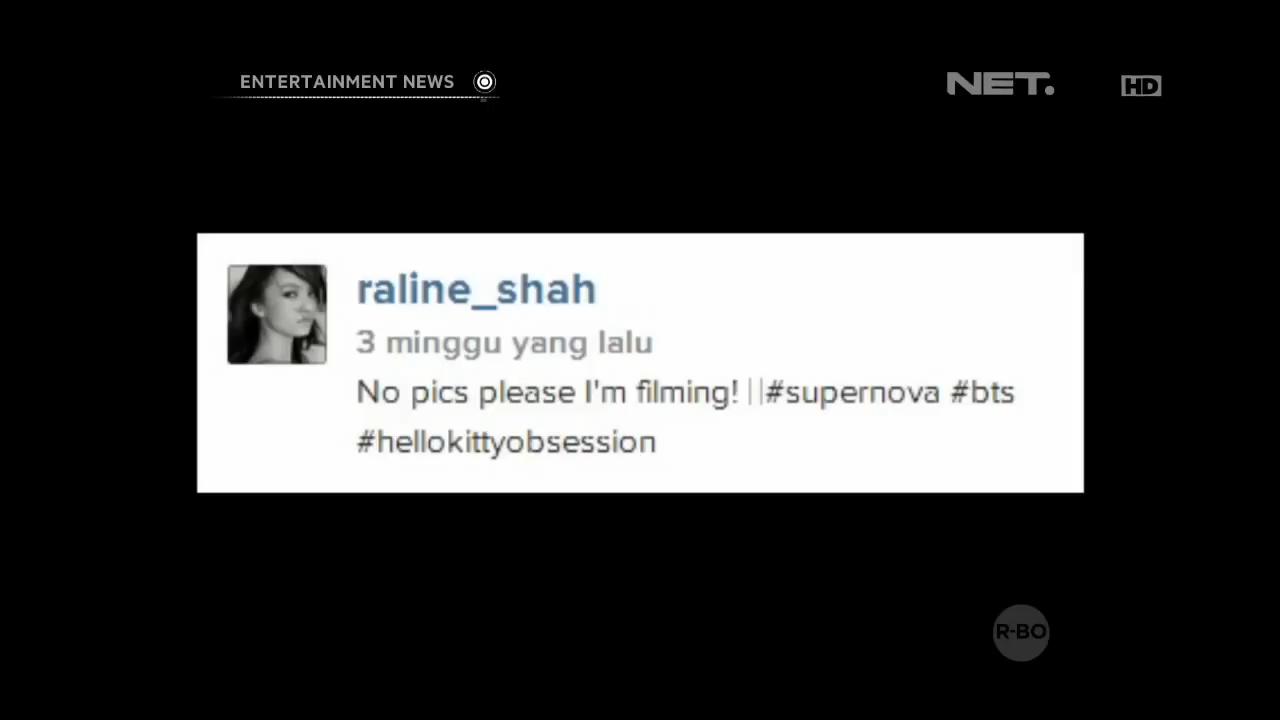 ENTERTAINMENT NEWS
NET.
HD
raline_shah
3 minggu yang lalu
No pics please I'm filming! ||#supernova #bts
#hellokittyobsession
R-BO